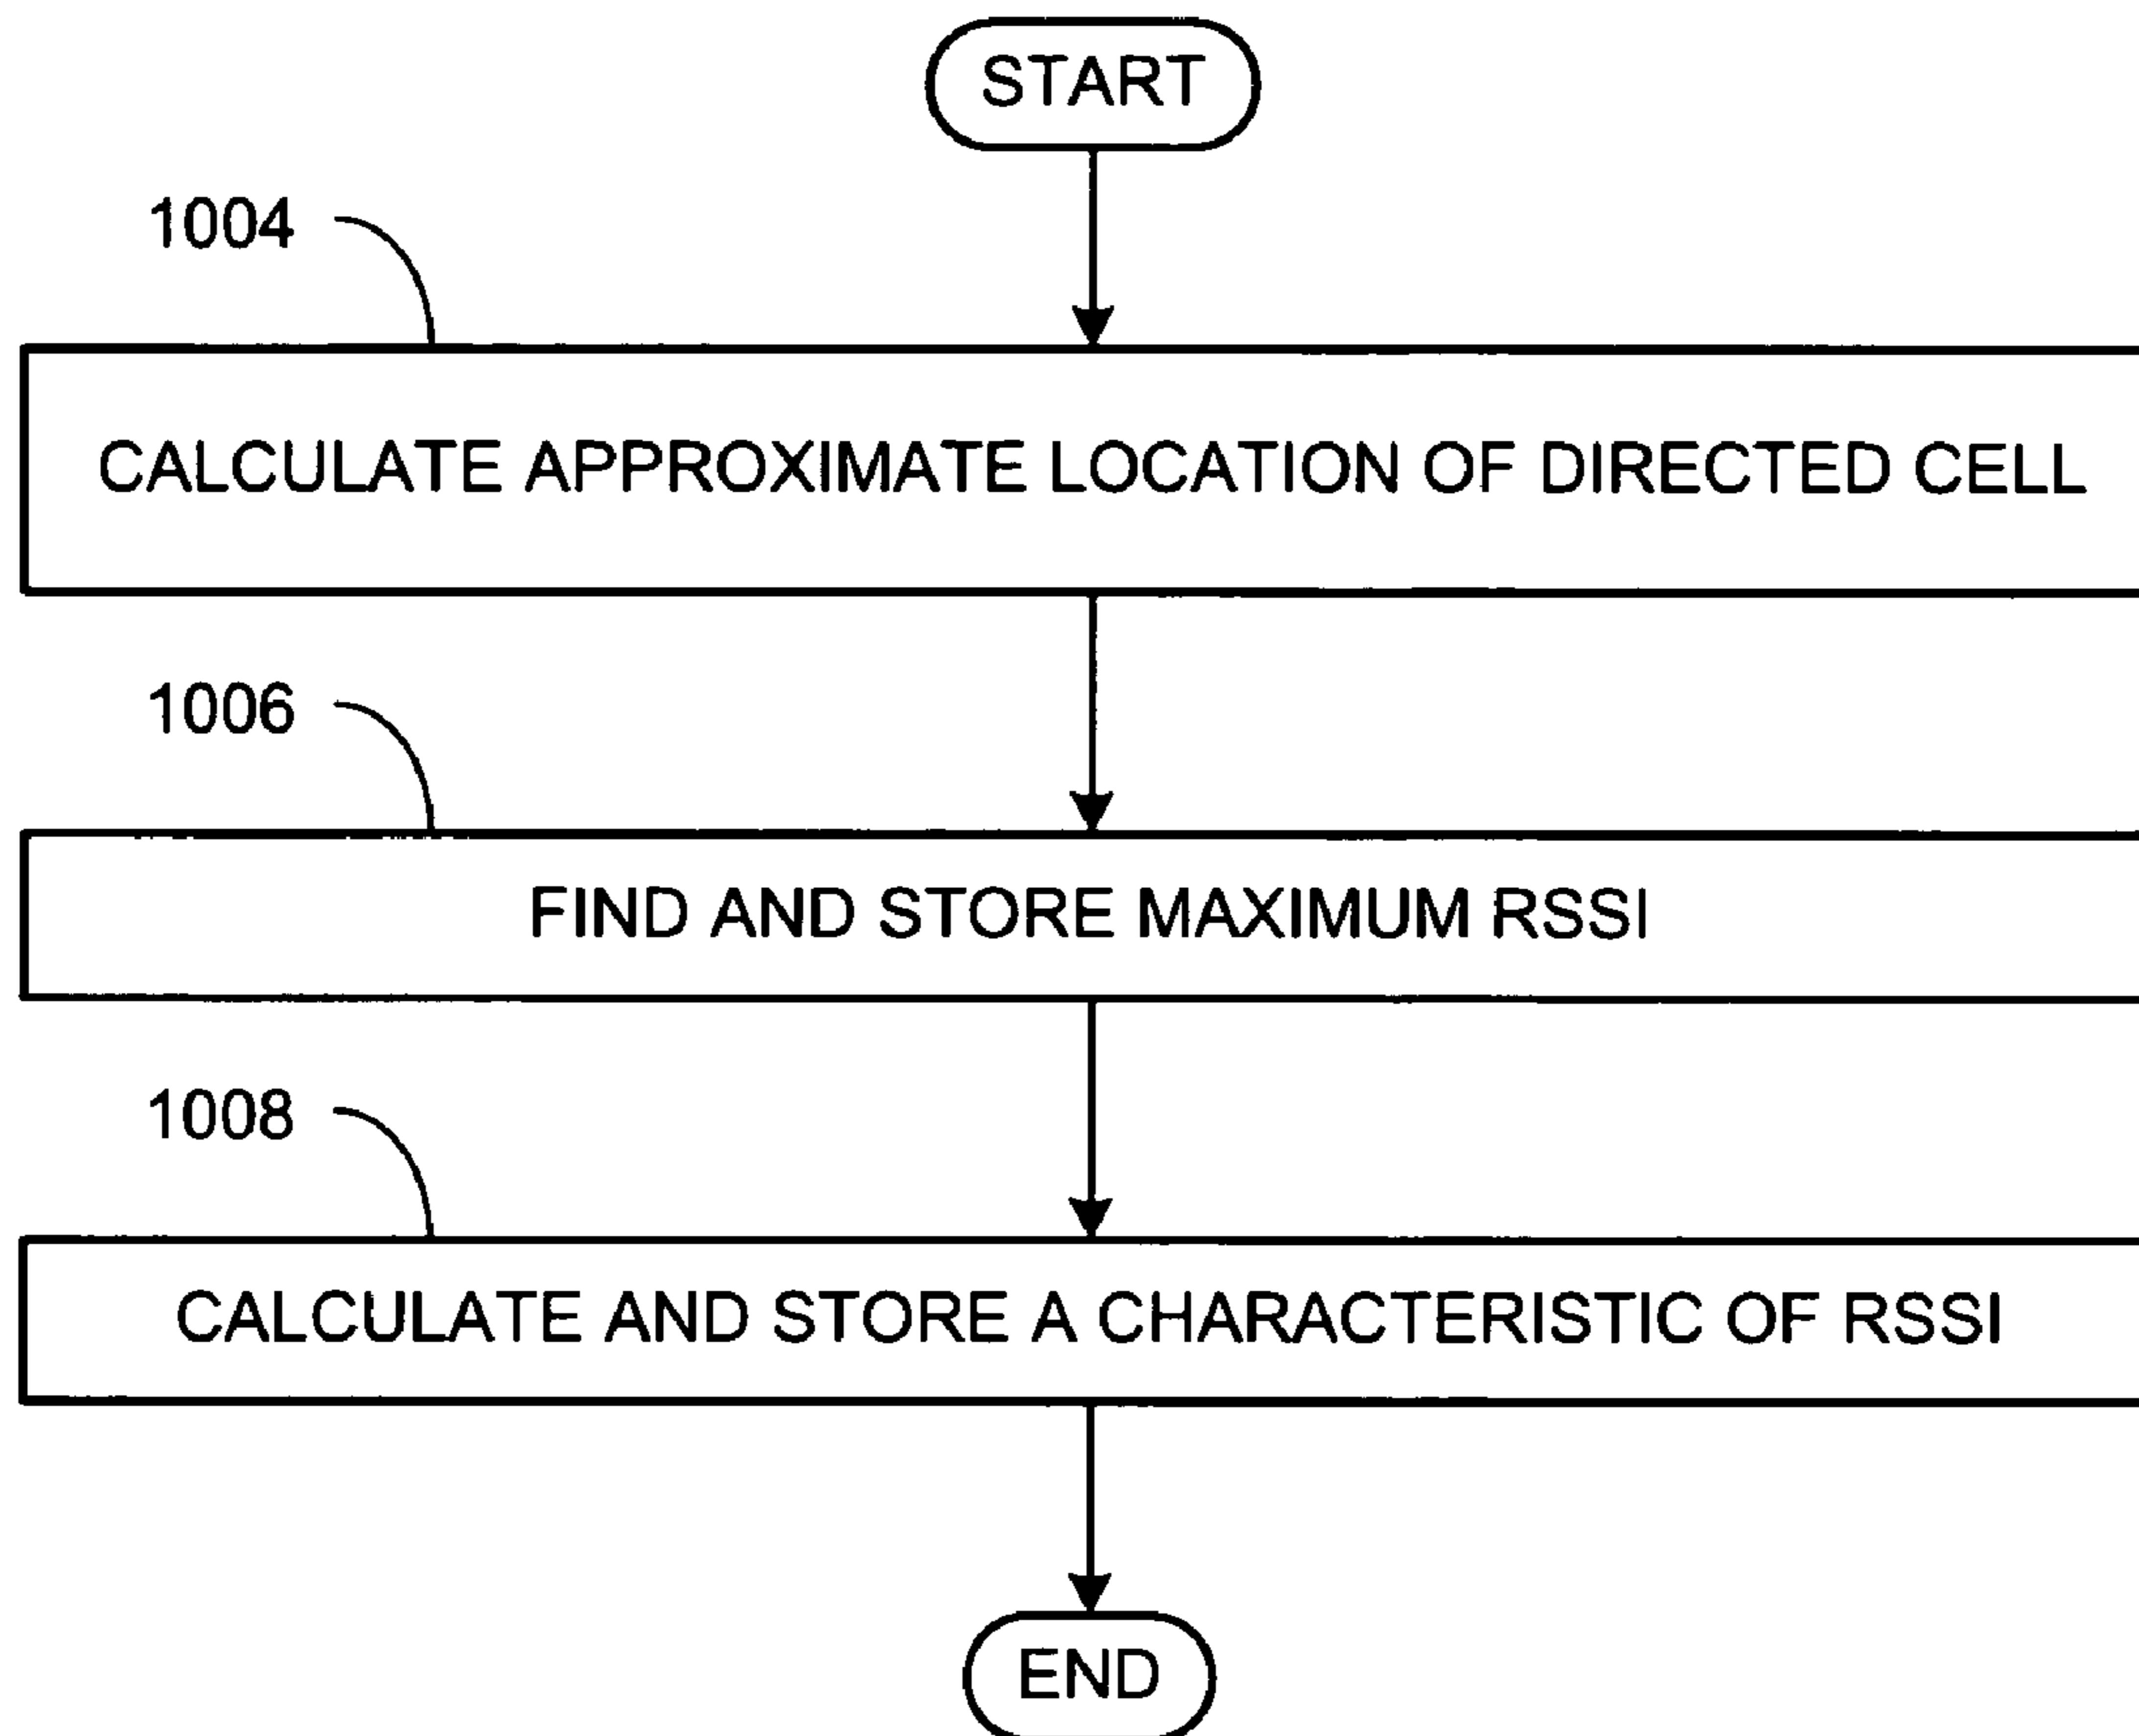 START
1004
CALCULATE APPROXIMATE LOCATION OF DIRECTED CELL
1006
FIND AND STORE MAXIMUM RSSI
1008
CALCULATE AND STORE A CHARACTERISTIC OF RSSI
END